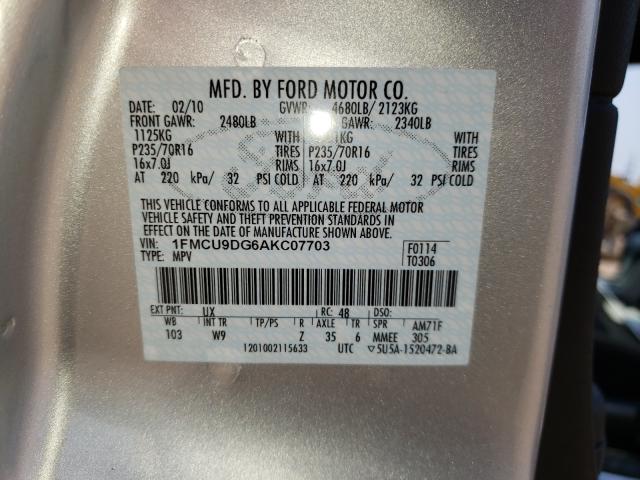 MFD. BY FORD MOTOR CO.
DATE: 02/10 GVWR: 4680LB/ 2123KG
FRONT GAWR: 2480LB GAWR: 2340LB
1125KG WITH 1KG WITH
P235/70R16 TIRES P235/70R16 TIRES
16x7.0J RIMS 16x7.0J RIMS
AT 220 kPa/ 32 PSI COLD AT 220 kPa/ 32 PSI COLD
THIS VEHICLE CONFORMS TO ALL APPLICABLE FEDERAL MOTOR
VEHICLE SAFETY AND THEFT PREVENTION STANDARDS IN
EFFECT ON THE DATE OF MANUFACTURE SHOWN ABOVE.
VIN: 1FMCU9DG6AKC07703 F0114
TYPE: MPV T0306
EXT PNT: UX RC: 48 DSO:
WB INT TR TP/PS R AXLE TR SPR AM71F
103 W9 Z 35 6 MMEE 305
1201002115633 UTC ▽5U5A-1520472-BA